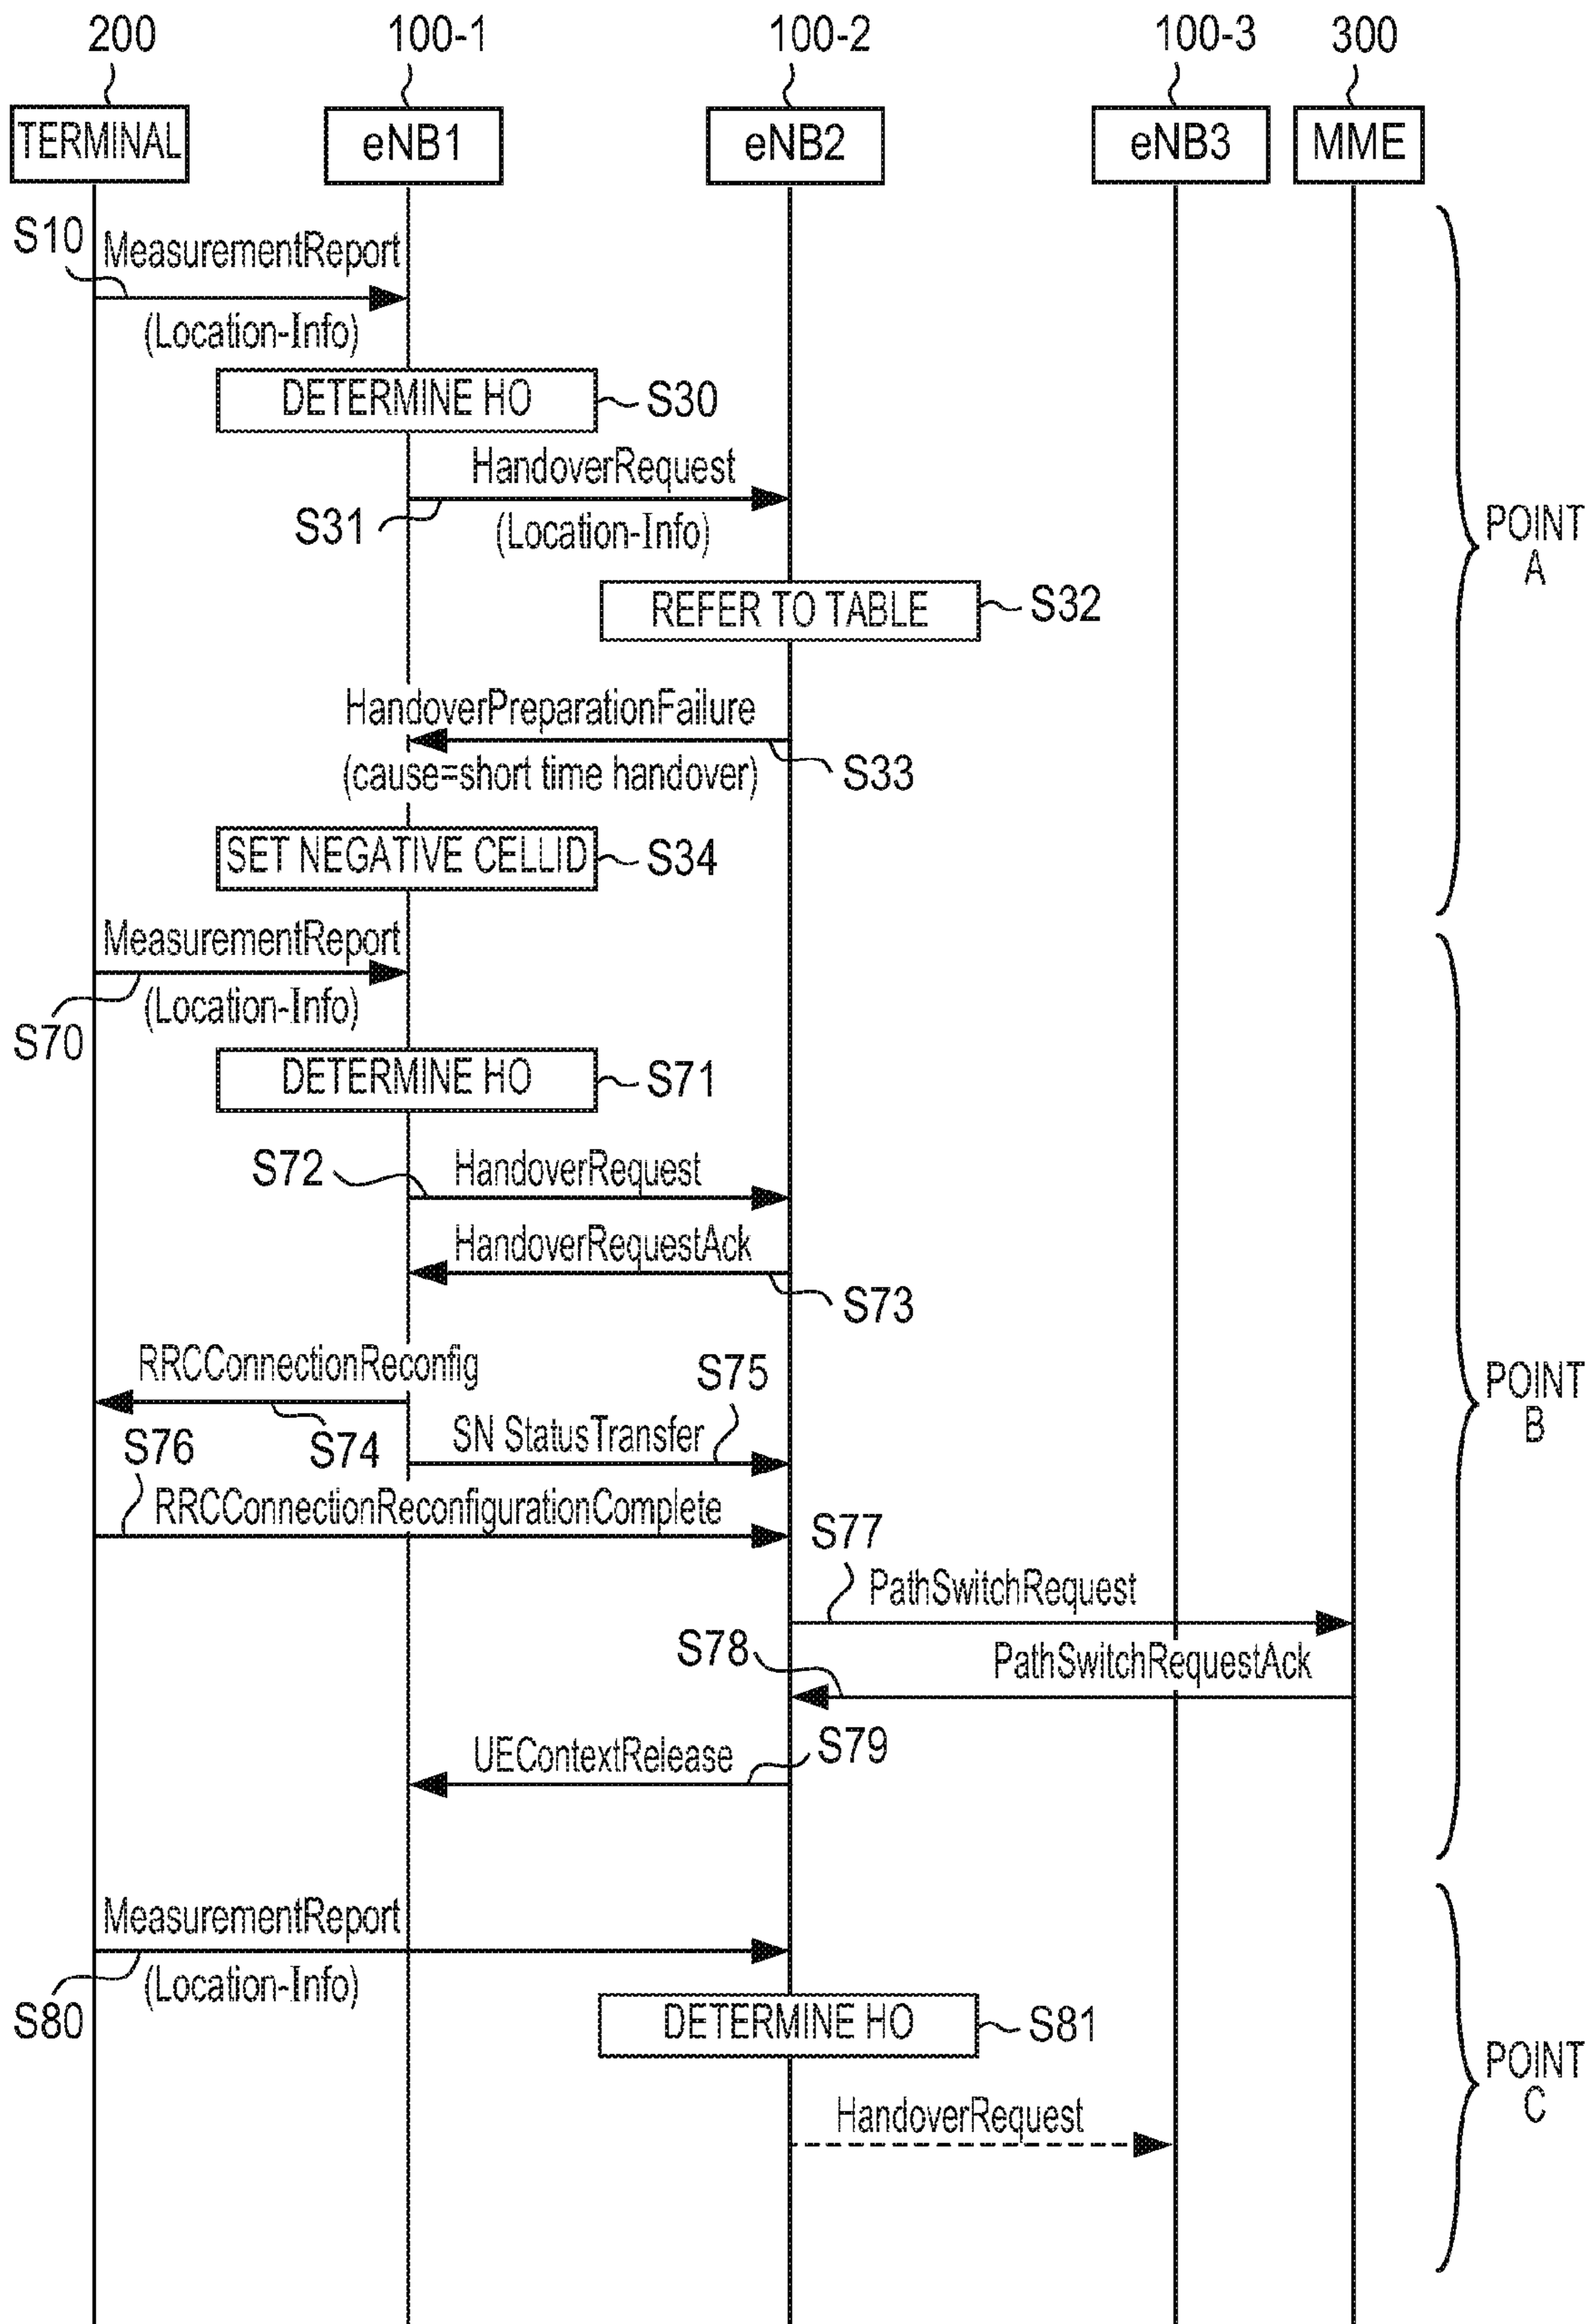 200 100-1 100-2 100-3 300
TERMINAL eNB1 eNB2 eNB3 MME
S10 MeasurementReport
(Location-Info)
DETERMINE HO S30
HandoverRequest
S31 (Location-Info)
POINT
A
REFER TO TABLE S32
HandoverPreparationFailure
(cause=short time handover) S33
SET NEGATIVE CELLID S34
MeasurementReport
(Location-Info)
S70
DETERMINE HO S71
S72 HandoverRequest
HandoverRequestAck
S73
RRCConnectionReconfig S75
POINT
B
S76 S74 SN StatusTransfer
RRCConnectionReconfigurationComplete S77
PathSwitchRequest
S78 PathSwitchRequestAck
UEContextRelease S79
MeasurementReport
(Location-Info)
S80
DETERMINE HO S81
POINT
C
HandoverRequest